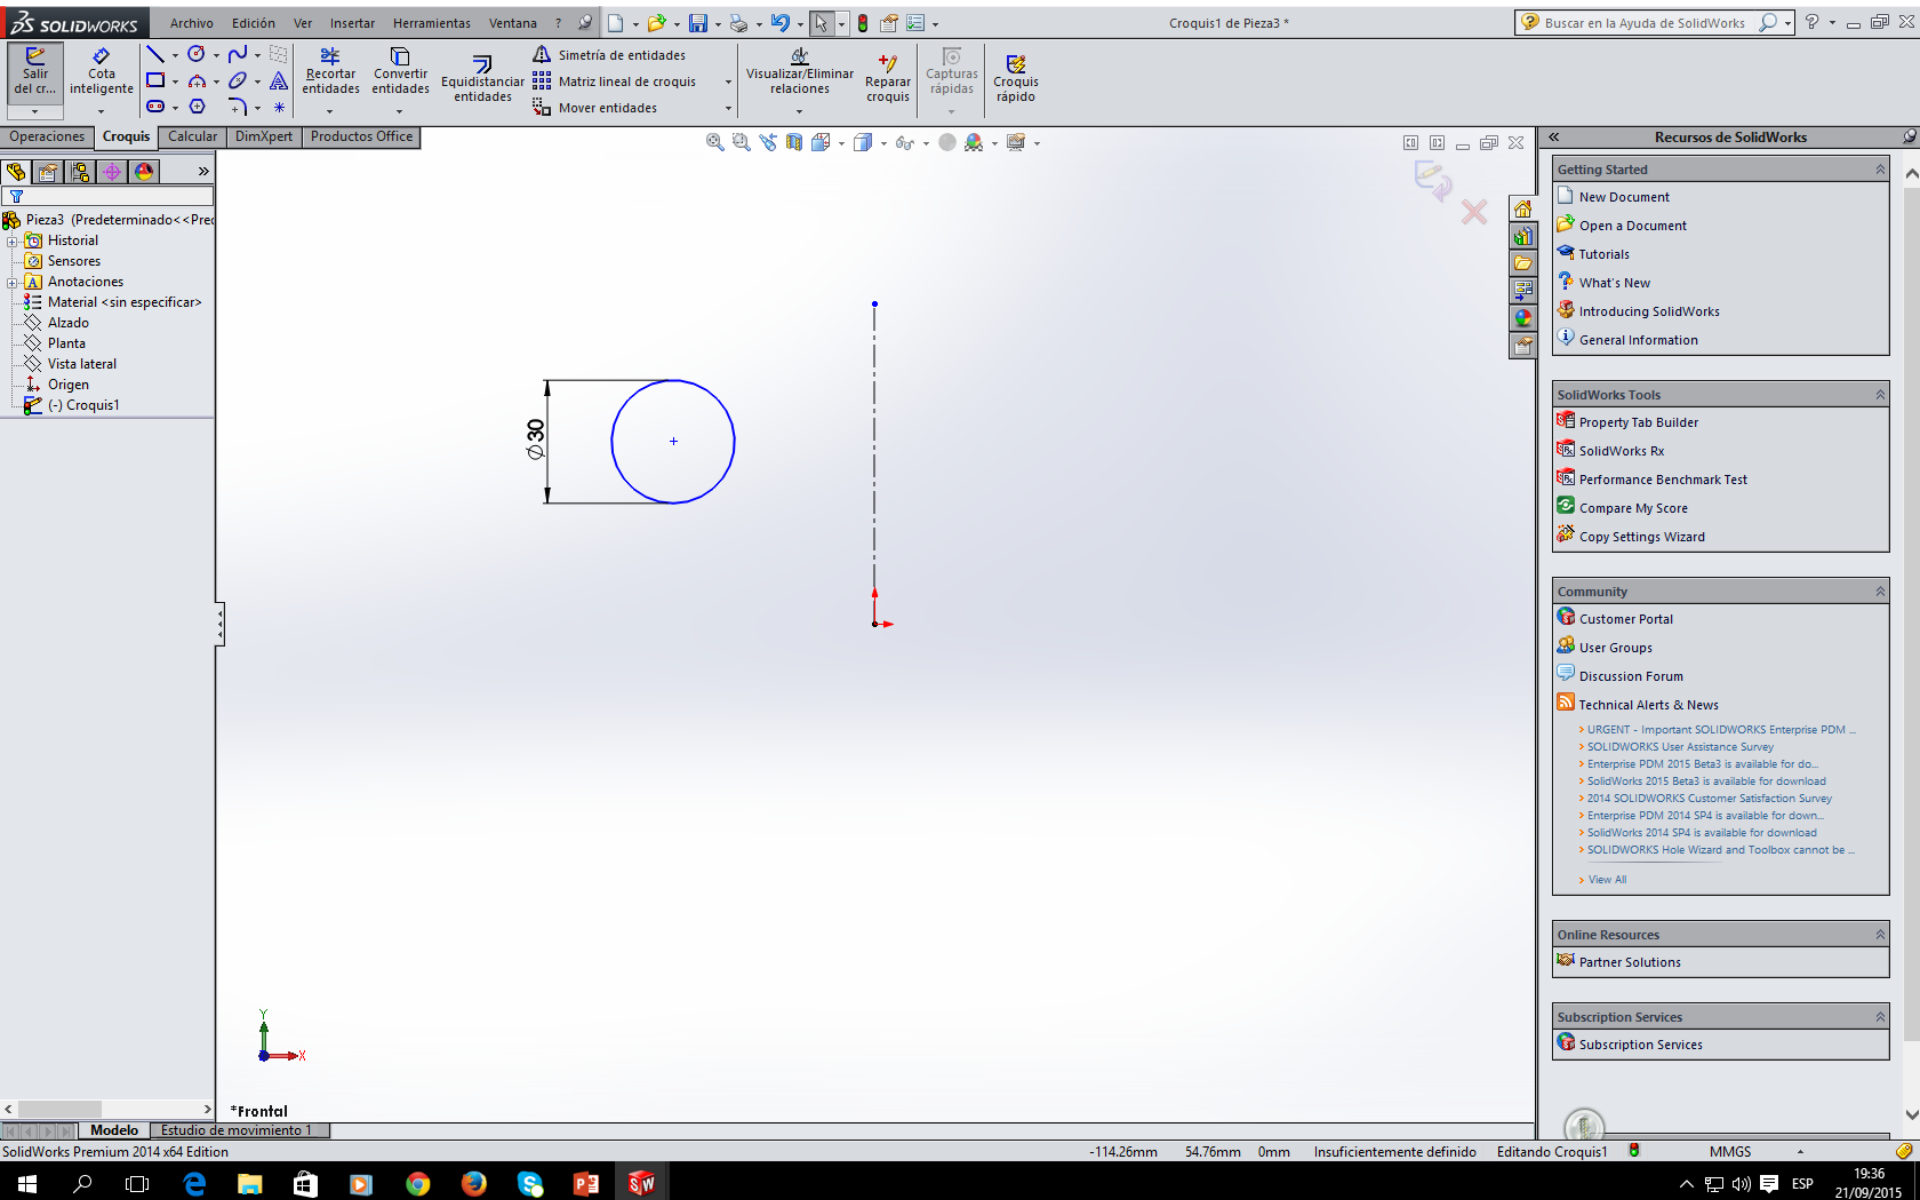 SOLIDWORKS Archivo Edición Ver Insertar Herramientas Ventana ? Croquis1 de Pieza3 * Buscar en la Ayuda de SolidWorks ?
Salir del cr...
Cota inteligente
Recortar entidades
Convertir entidades
Equidistanciar entidades
Simetría de entidades
Matriz lineal de croquis
Mover entidades
Visualizar/Eliminar relaciones
Reparar croquis
Capturas rápidas
Croquis rápido
Operaciones Croquis Calcular DimXpert Productos Office
Pieza3 (Predeterminado<<Pre
Historial
Sensores
Anotaciones
Material <sin especificar>
Alzado
Planta
Vista lateral
Origen
(-) Croquis1
Ø30
Y
X
*Frontal
Recursos de SolidWorks
Getting Started
New Document
Open a Document
Tutorials
What's New
Introducing SolidWorks
General Information
SolidWorks Tools
Property Tab Builder
SolidWorks Rx
Performance Benchmark Test
Compare My Score
Copy Settings Wizard
Community
Customer Portal
User Groups
Discussion Forum
Technical Alerts & News
> URGENT - Important SOLIDWORKS Enterprise PDM ...
> SOLIDWORKS User Assistance Survey
> Enterprise PDM 2015 Beta3 is available for do...
> SolidWorks 2015 Beta3 is available for download
> 2014 SOLIDWORKS Customer Satisfaction Survey
> Enterprise PDM 2014 SP4 is available for down...
> SolidWorks 2014 SP4 is available for download
> SOLIDWORKS Hole Wizard and Toolbox cannot be ...
> View All
Online Resources
Partner Solutions
Subscription Services
Subscription Services
Modelo Estudio de movimiento 1
SolidWorks Premium 2014 x64 Edition -114.26mm 54.76mm 0mm Insuficientemente definido Editando Croquis1 MMGS
ESP
19:36
21/09/2015